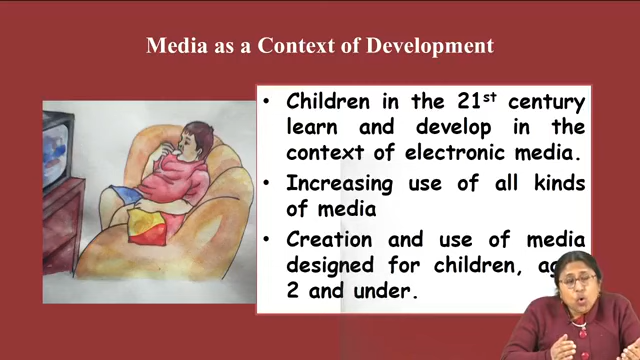 Media as a Context of Development
• Children in the 21st century
learn and develop in the
context of electronic media.
• Increasing use of all kinds
of media
• Creation and use of media
designed for children,
2 and under.